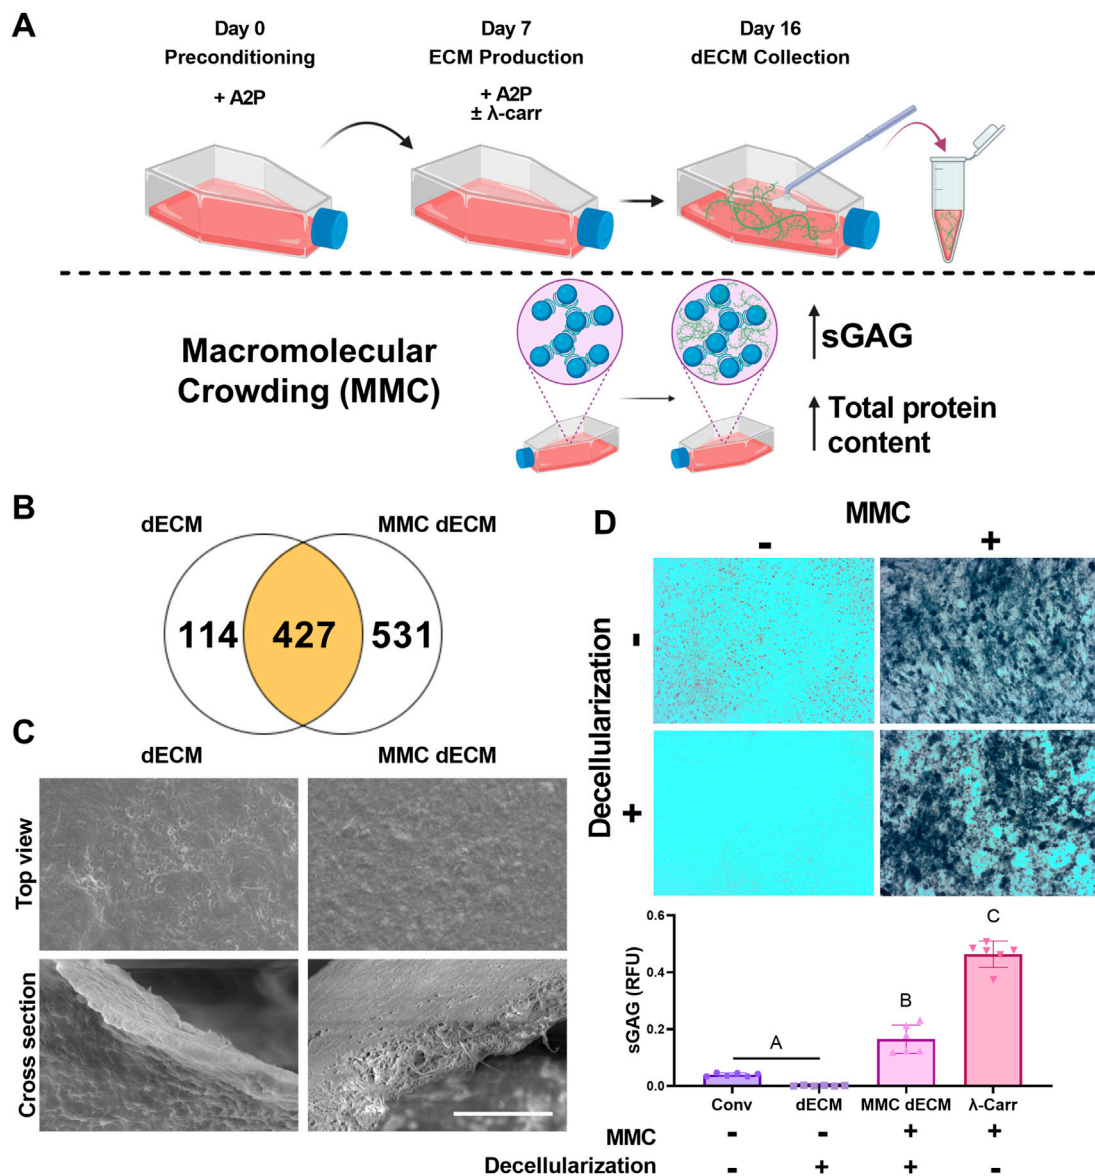 A
Day 0
Preconditioning
+ A2P
Day 7
ECM Production
+ A2P
± λ-carr
Day 16
dECM Collection
Macromolecular
Crowding (MMC)
sGAG
Total protein
content
B
dECM
MMC dECM
114
427
531
C
dECM
MMC dECM
Top view
Cross section
D
MMC
- +
Decellularization
-
+
sGAG (RFU)
0.6
0.4
0.2
0.0
A
B
C
Conv dECM MMC dECM λ-Carr
MMC - - + +
Decellularization - + + -